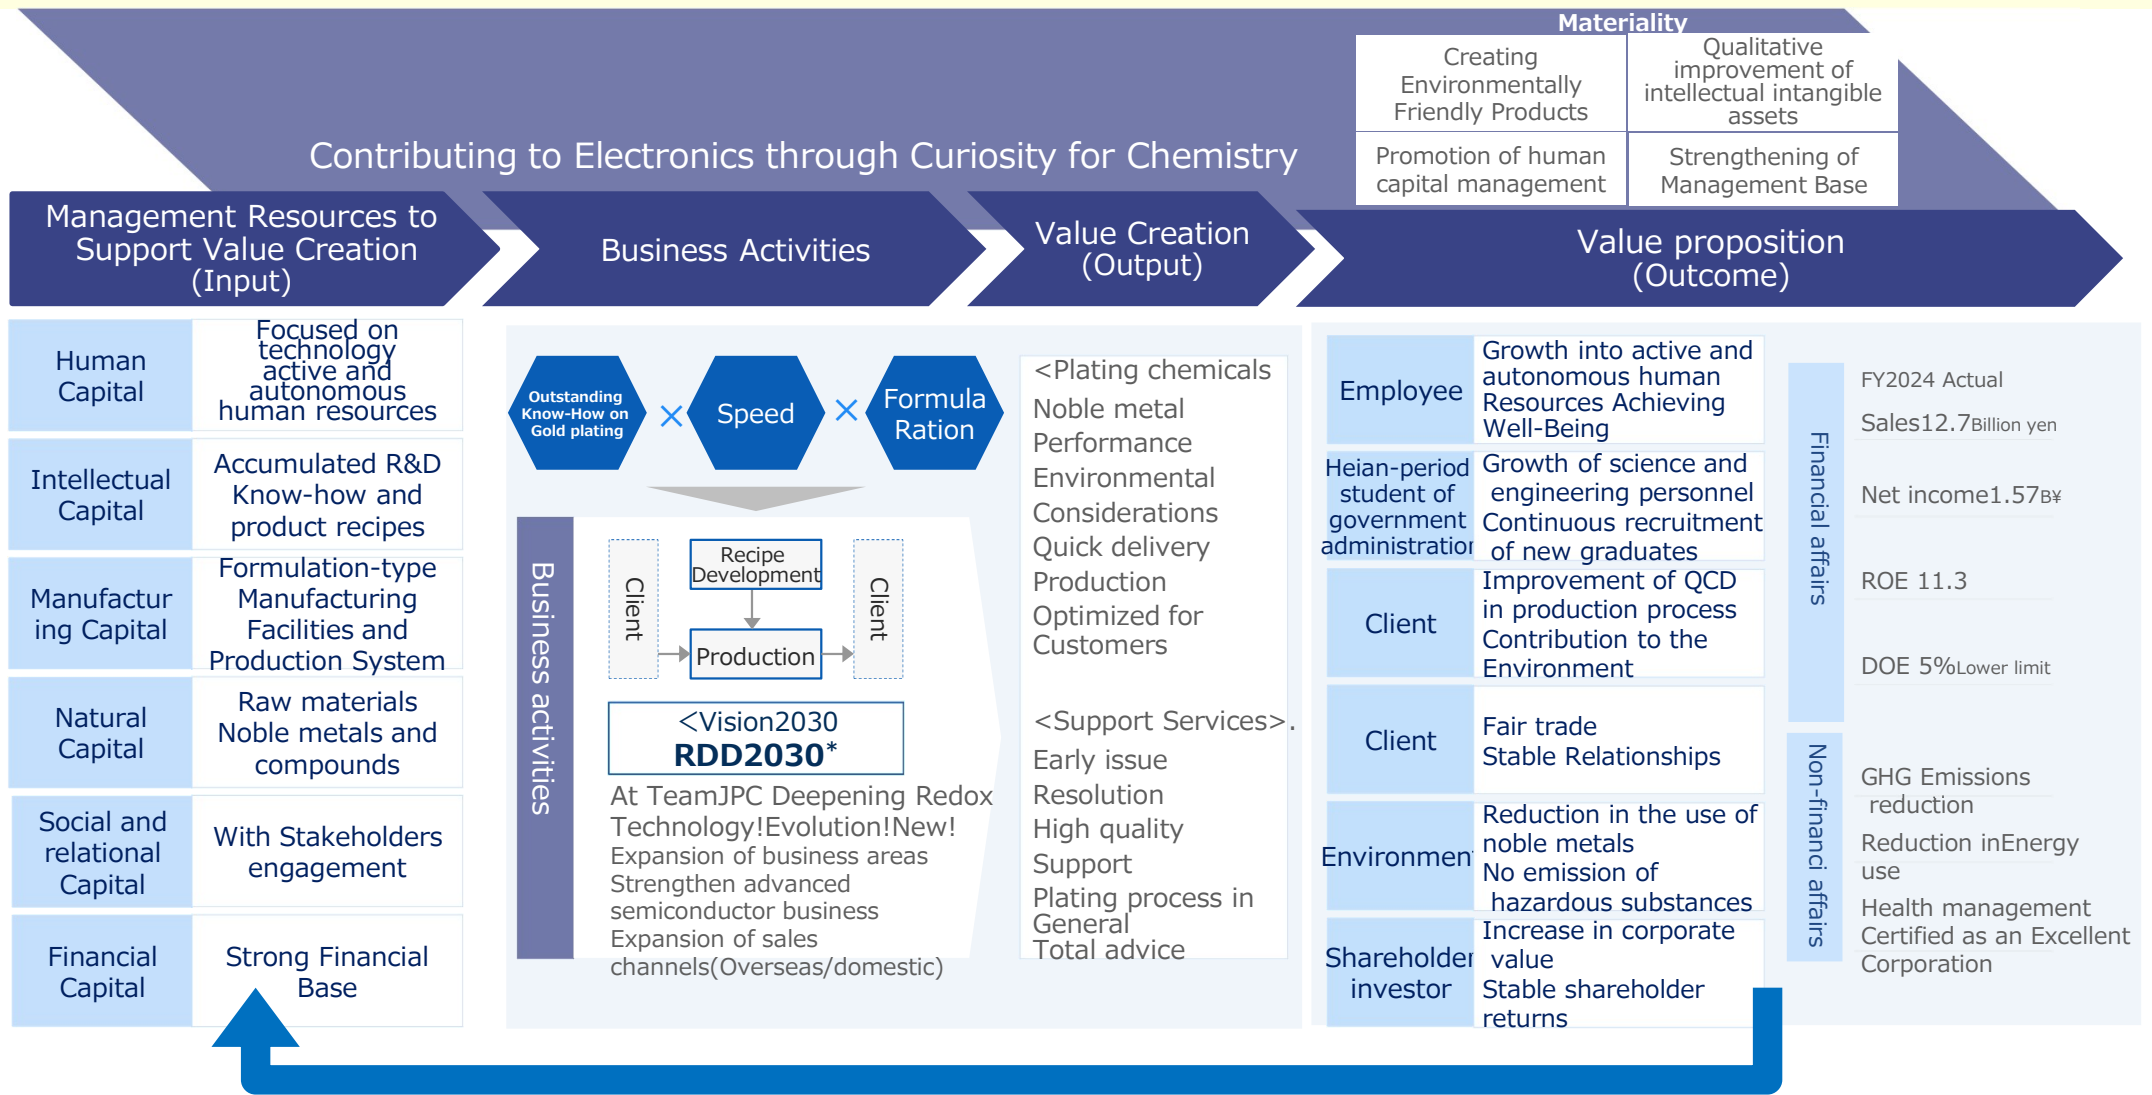 Materiality
Creating
Environmentally
Friendly Products
Qualitative
improvement of
intellectual intangible
assets
Promotion of human
capital management
Strengthening of
Management Base
Contributing to Electronics through Curiosity for Chemistry
Management Resources to
Support Value Creation
(Input)
Business Activities
Value Creation
(Output)
Value proposition
(Outcome)
Human
Capital
Focused on
technology
active and
autonomous
human resources
Intellectual
Capital
Accumulated R&D
Know-how and
product recipes
Manufactur
ing Capital
Formulation-type
Manufacturing
Facilities and
Production System
Natural
Capital
Raw materials
Noble metals and
compounds
Social and
relational
Capital
With Stakeholders
engagement
Financial
Capital
Strong Financial
Base
Outstanding
Know-How on
Gold plating
×
Speed
×
Formula
Ration
Business activities
Client
Recipe
Development
Production
Client
<Vision2030
RDD2030*
At TeamJPC Deepening Redox
Technology!Evolution!New!
Expansion of business areas
Strengthen advanced
semiconductor business
Expansion of sales
channels(Overseas/domestic)
<Plating chemicals
Noble metal
Performance
Environmental
Considerations
Quick delivery
Production
Optimized for
Customers
<Support Services>.
Early issue
Resolution
High quality
Support
Plating process in
General
Total advice
Employee
Growth into active and
autonomous human
Resources Achieving
Well-Being
Heian-period
student of
government
administration
Growth of science and
engineering personnel
Continuous recruitment
of new graduates
Client
Improvement of QCD
in production process
Contribution to the
Environment
Client
Fair trade
Stable Relationships
Environment
Reduction in the use of
noble metals
No emission of
hazardous substances
Shareholder
investor
Increase in corporate
value
Stable shareholder
returns
Financial affairs
FY2024 Actual
Sales12.7Billion yen
Net income1.57B¥
ROE 11.3
DOE 5%Lower limit
Non-financi affairs
GHG Emissions
reduction
Reduction inEnergy
use
Health management
Certified as an Excellent
Corporation